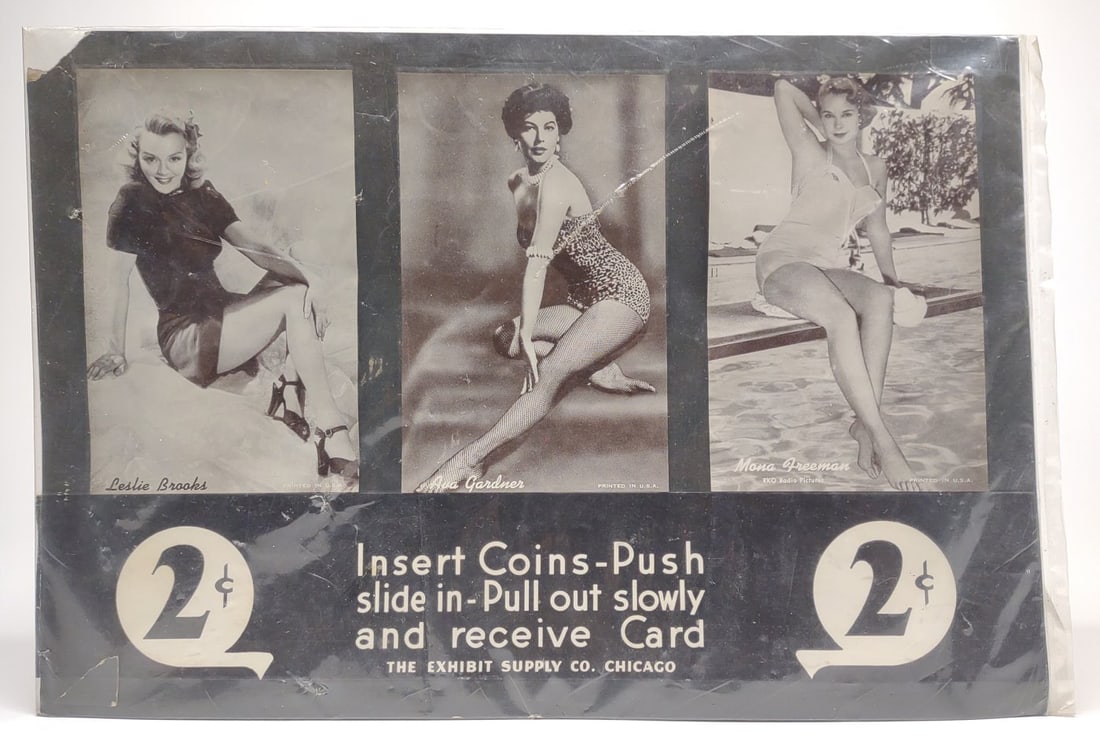 Leslie Brooks
PRINTED IN U.S.A.
Ava Gardner
PRINTED IN U.S.A.
Mona Freeman
RKO Radio Pictures
PRINTED IN U.S.A.
2¢
Insert Coins-Push
slide in-Pull out slowly
and receive Card
THE EXHIBIT SUPPLY CO. CHICAGO
2¢